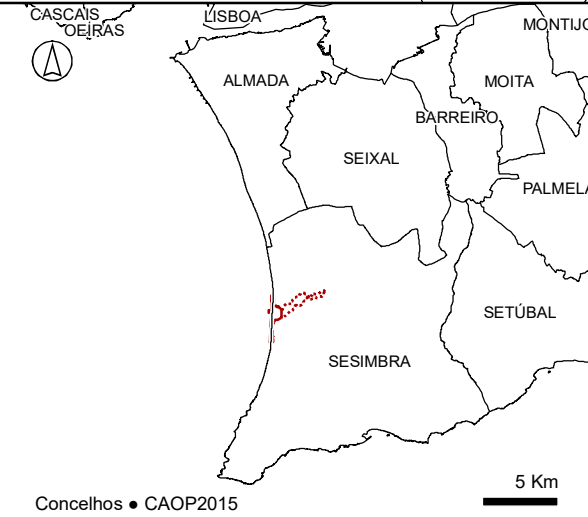 CASCAIS
LISBOA
OEIRAS
MONTIJO
ALMADA
MOITA
BARREIRO
SEIXAL
PALMELA
SETÚBAL
SESIMBRA
5 Km
Concelhos ● CAOP2015